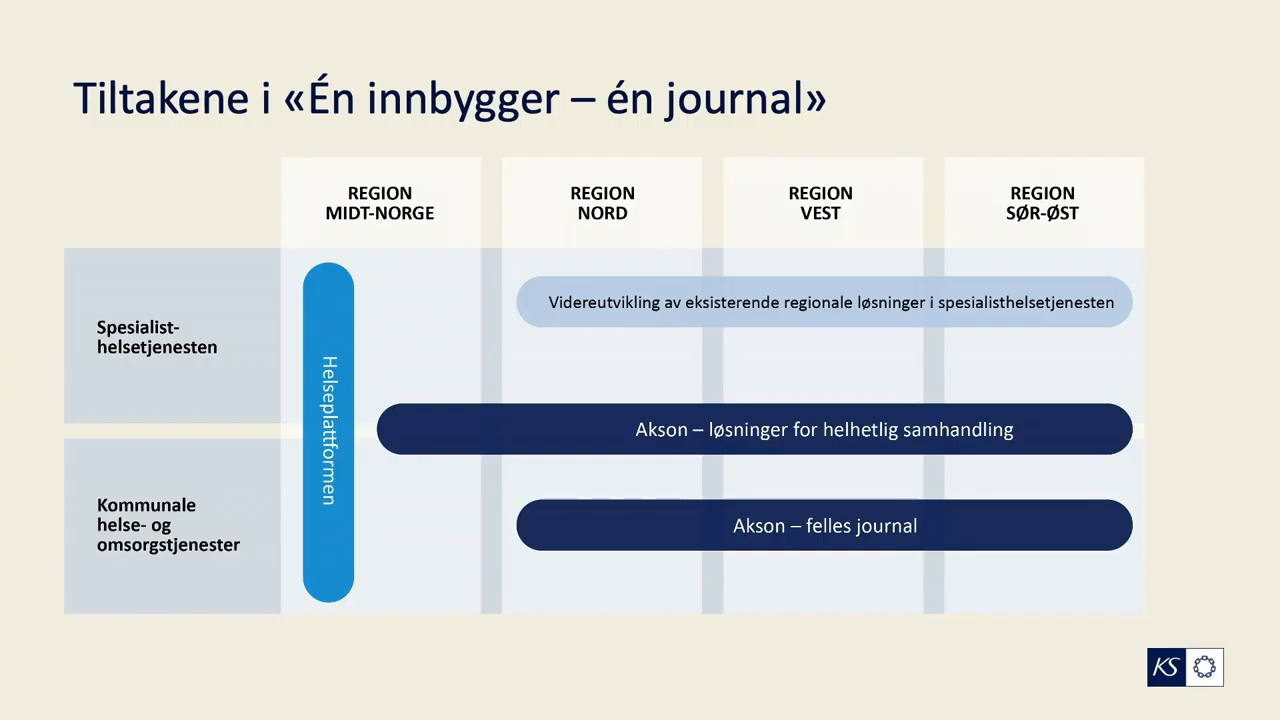 Tiltakene i «Én innbygger – én journal»
REGION
MIDT-NORGE
REGION
NORD
REGION
VEST
REGION
SØR-ØST
Spesialist-
helsetjenesten
Helseplattformen
Videreutvikling av eksisterende regionale løsninger i spesialisthelsetjenesten
Akson – løsninger for helhetlig samhandling
Kommunale
helse- og
omsorgstjenester
Akson – felles journal
KS